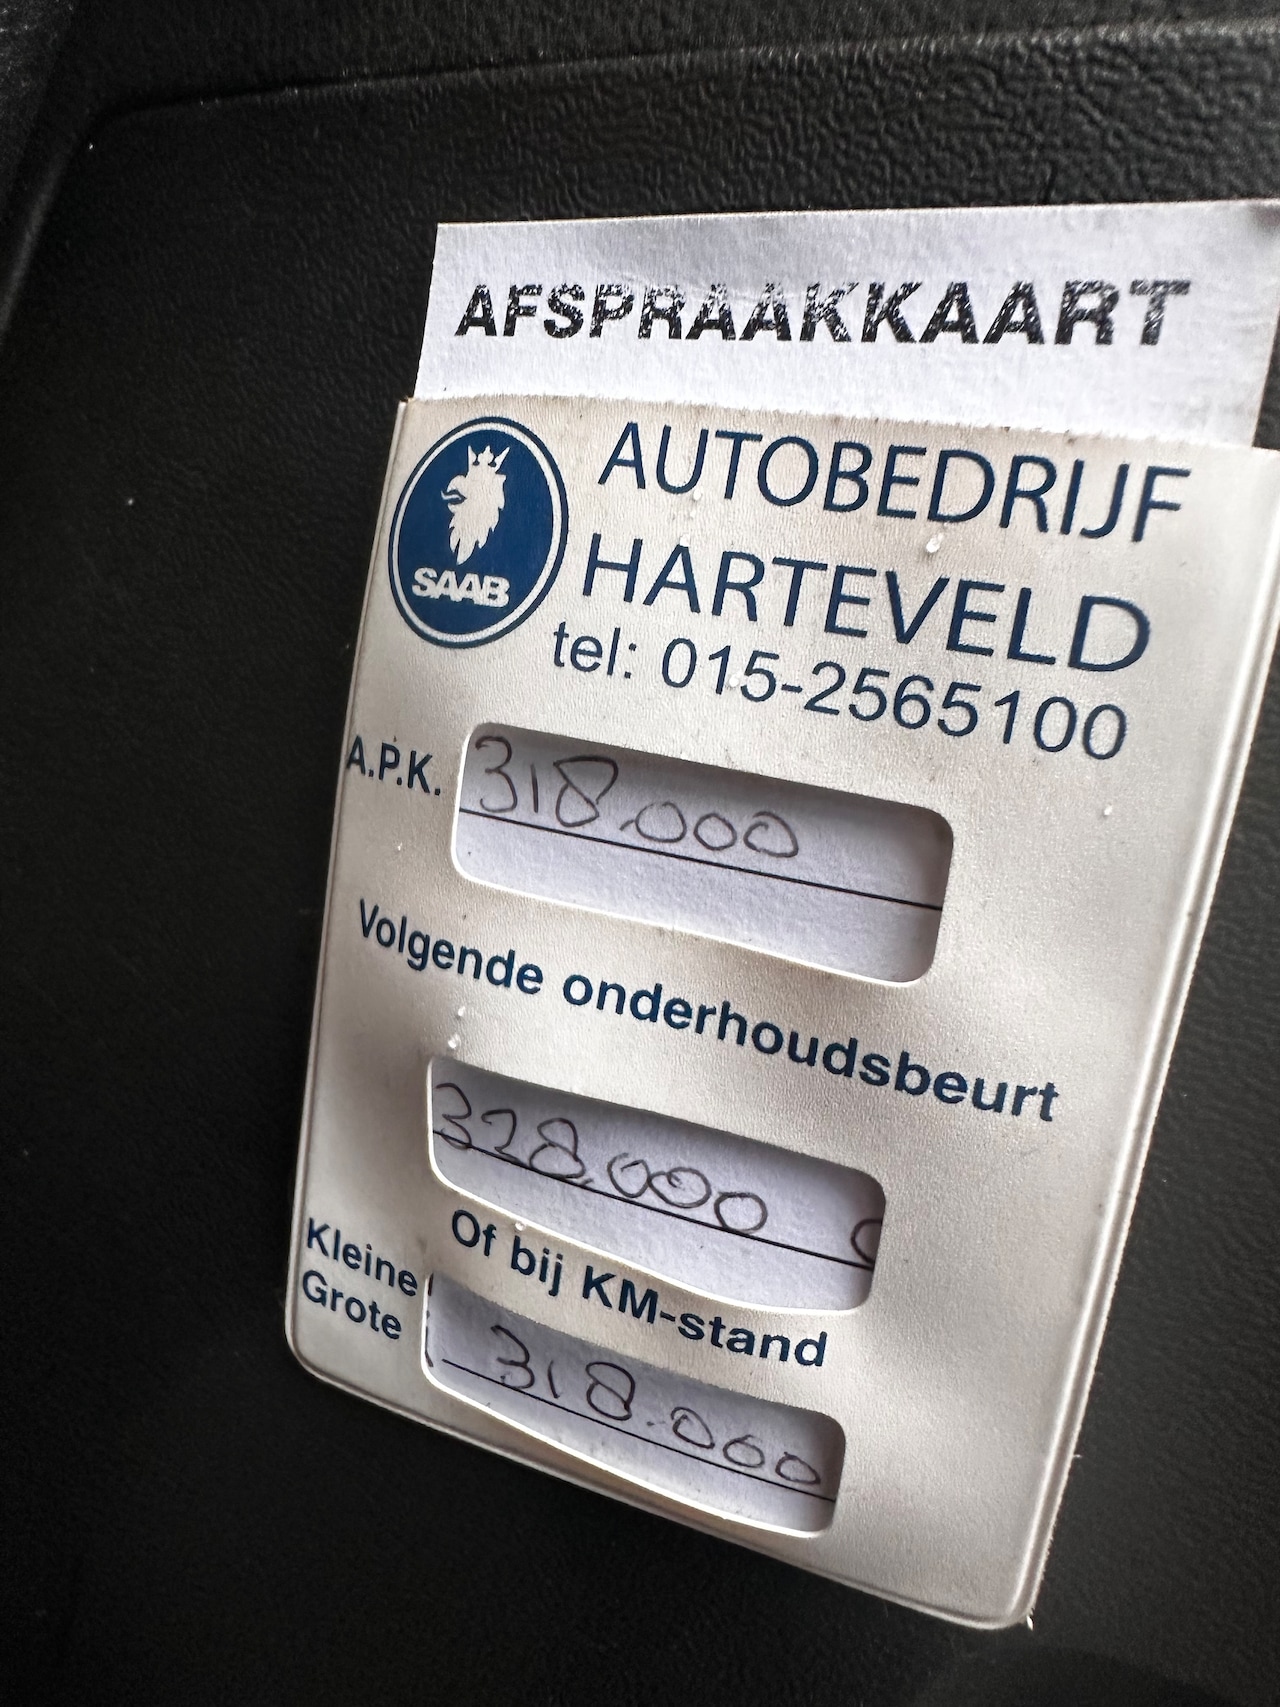 AFSPRAAKKAART
SAAB
AUTOBEDRIJF
HARTEVELD
tel: 015-2565100
A.P.K.
318.000
Volgende onderhoudsbeurt
328.000
Of bij KM-stand
Kleine
Grote
318.000